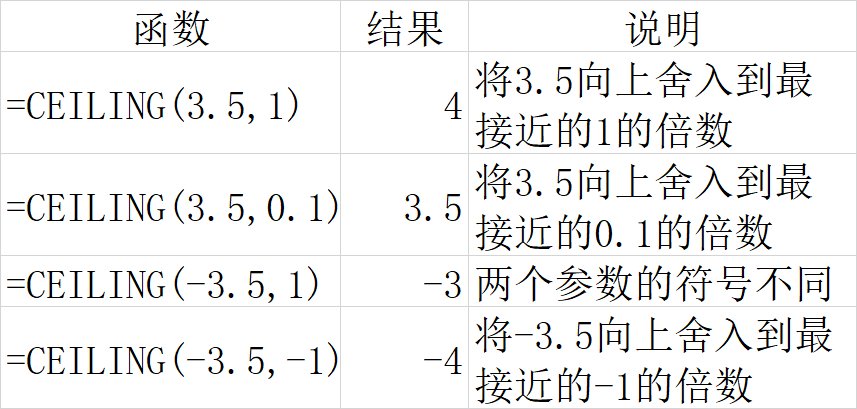 函数 结果 说明
=CEILING(3.5,1) 4 将3.5向上舍入到最
接近的1的倍数
=CEILING(3.5,0.1) 3.5 将3.5向上舍入到最
接近的0.1的倍数
=CEILING(-3.5,1) -3 两个参数的符号不同
=CEILING(-3.5,-1) -4 将-3.5向上舍入到最
接近的-1的倍数